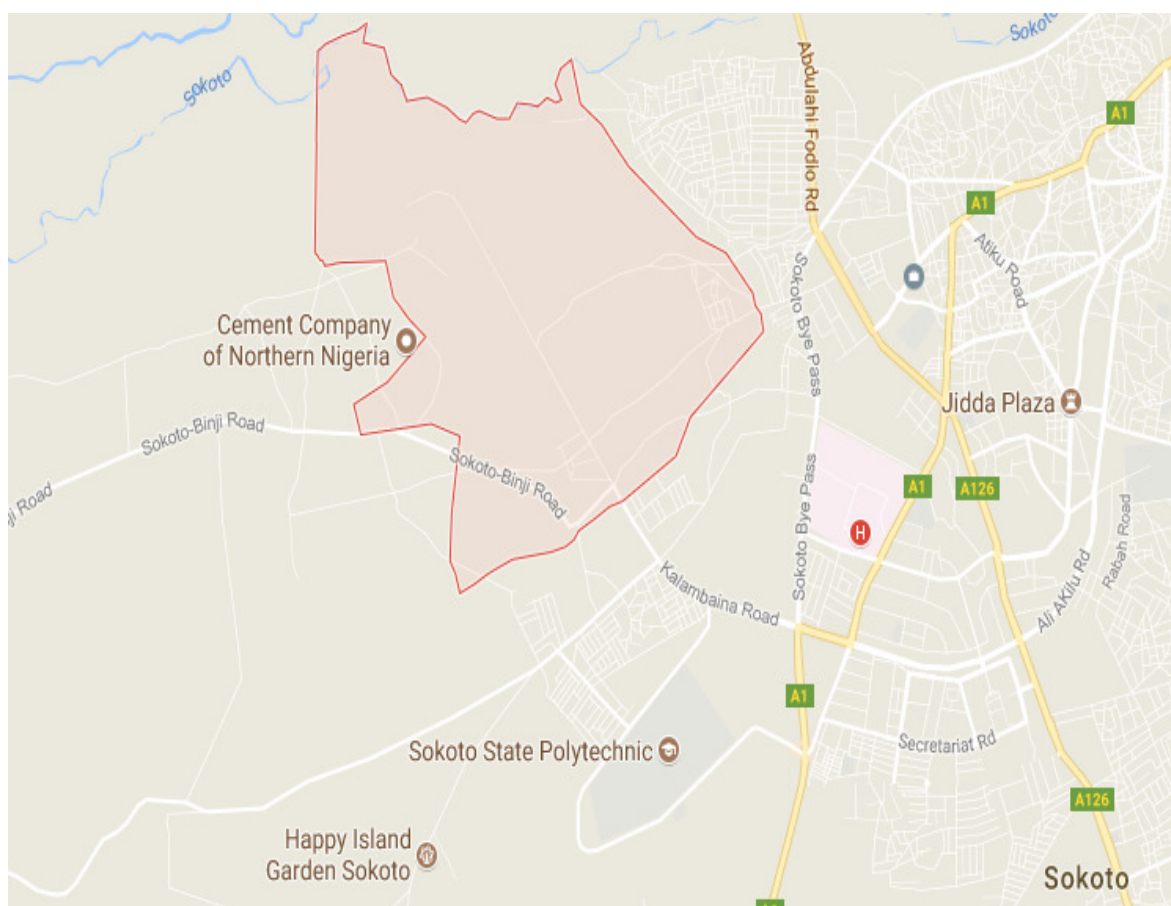 Sokoto
Sokoto
Abdulahi Fodio Rd
A1
A1
Atiku Road
Sokoto Bye Pass
Cement Company
of Northern Nigeria
Jidda Plaza
Sokoto-Binji Road
Sokoto-Binji Road
ji Road
Sokoto Bye Pass
A1
A126
H
Rabah Road
Kalambaina Road
Ali AKilu Rd
A1
Secretariat Rd
Sokoto State Polytechnic
A126
Happy Island
Garden Sokoto
Sokoto